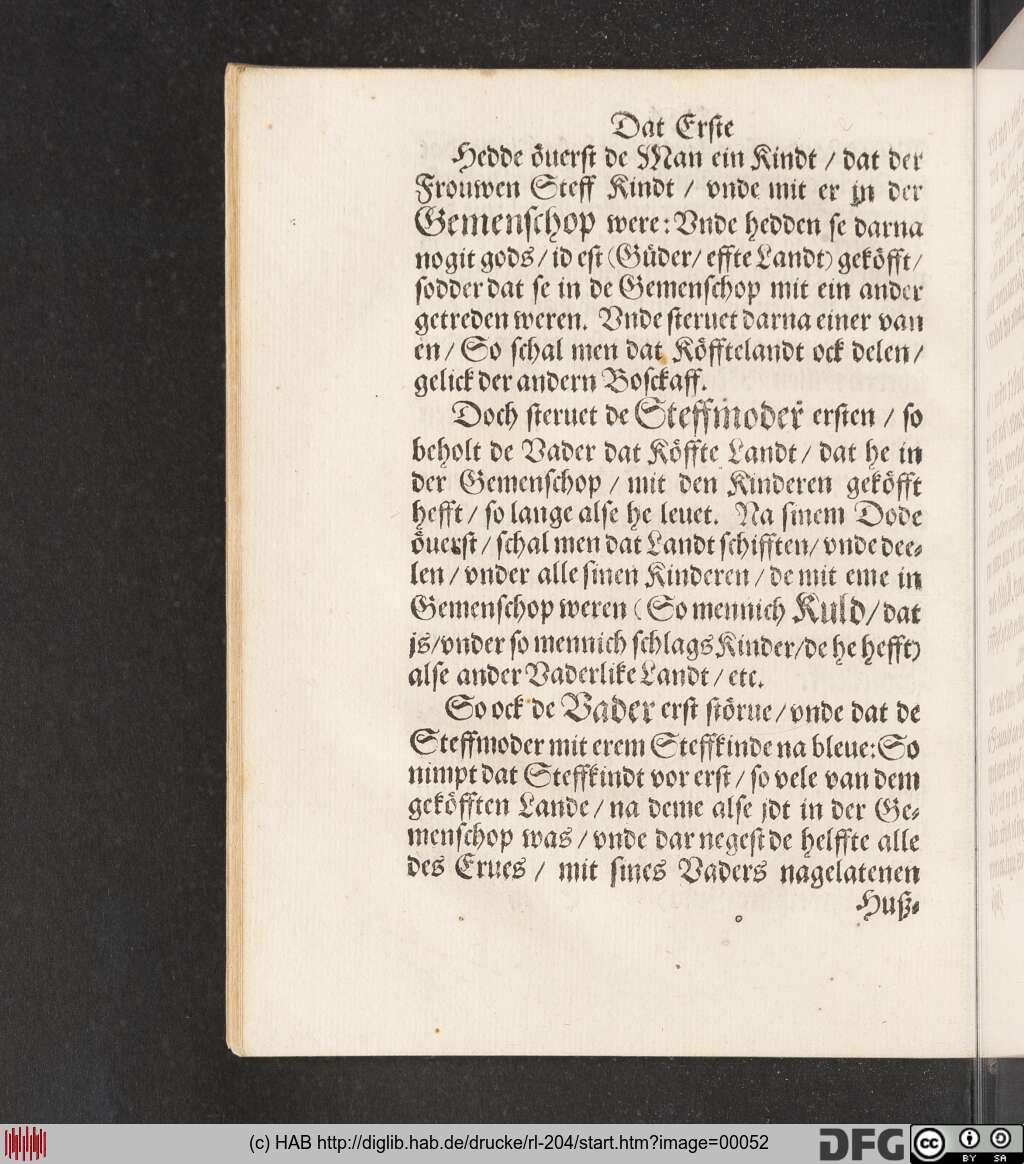 Dat Erſte
Hedde öuerſt de Man ein Kindt / dat der
Frouwen Steff Kindt / vnde mit er jn der
Gemenſchop were: Vnde hedden ſe darna
nogit gods / id eſt (Güder / effte Landt) geköfft /
ſodder dat ſe in de Gemenſchop mit ein ander
getreden weren. Vnde ſteruet darna einer van
en / So ſchal men dat Köfftelandt ock delen /
gelick der andern Boſckaff.
Doch ſteruet de Steffmoder erſten / ſo
beholt de Vader dat Köffte Landt / dat he in
der Gemenſchop / mit den Kinderen geköfft
hefft / ſo lange alſe he leuet. Na ſinem Dode
öuerſt / ſchal men dat Landt ſchifften / vnde dee⸗
len / vnder alle ſinen Kinderen / de mit eme in
Gemenſchop weren (So mennich Kuld / dat
js / vnder ſo mennich ſchlags Kinder / de he hefft)
alſe ander Vaderlike Landt / etc.
So ock de Vader erſt ſtörue / vnde dat de
Steffmoder mit erem Steffkinde na bleue: So
nimpt dat Steffkindt vor erſt / ſo vele van dem
geköfften Lande / na deme alſe jdt in der Ge⸗
menſchop was / vnde dar negeſt de helffte alle
des Erues / mit ſines Vaders nagelatenen
Huß⸗
(c) HAB http://diglib.hab.de/drucke/rl-204/start.htm?image=00052
DFG
cc BY SA